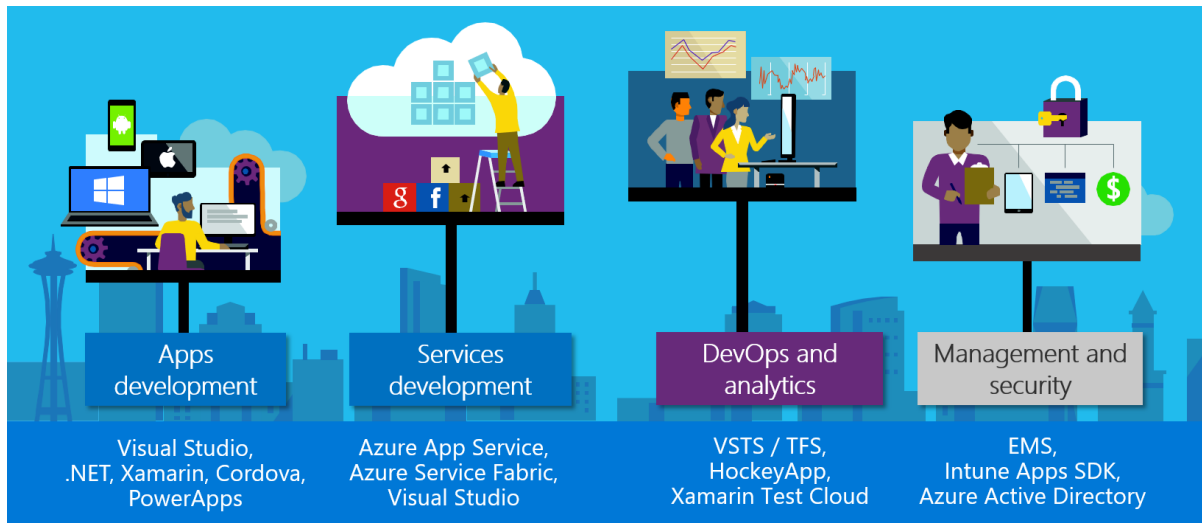 g
f
$
Apps
development
Services
development
DevOps and
analytics
Management and
security
Visual Studio,
.NET, Xamarin, Cordova,
PowerApps
Azure App Service,
Azure Service Fabric,
Visual Studio
VSTS / TFS,
HockeyApp,
Xamarin Test Cloud
EMS,
Intune Apps SDK,
Azure Active Directory